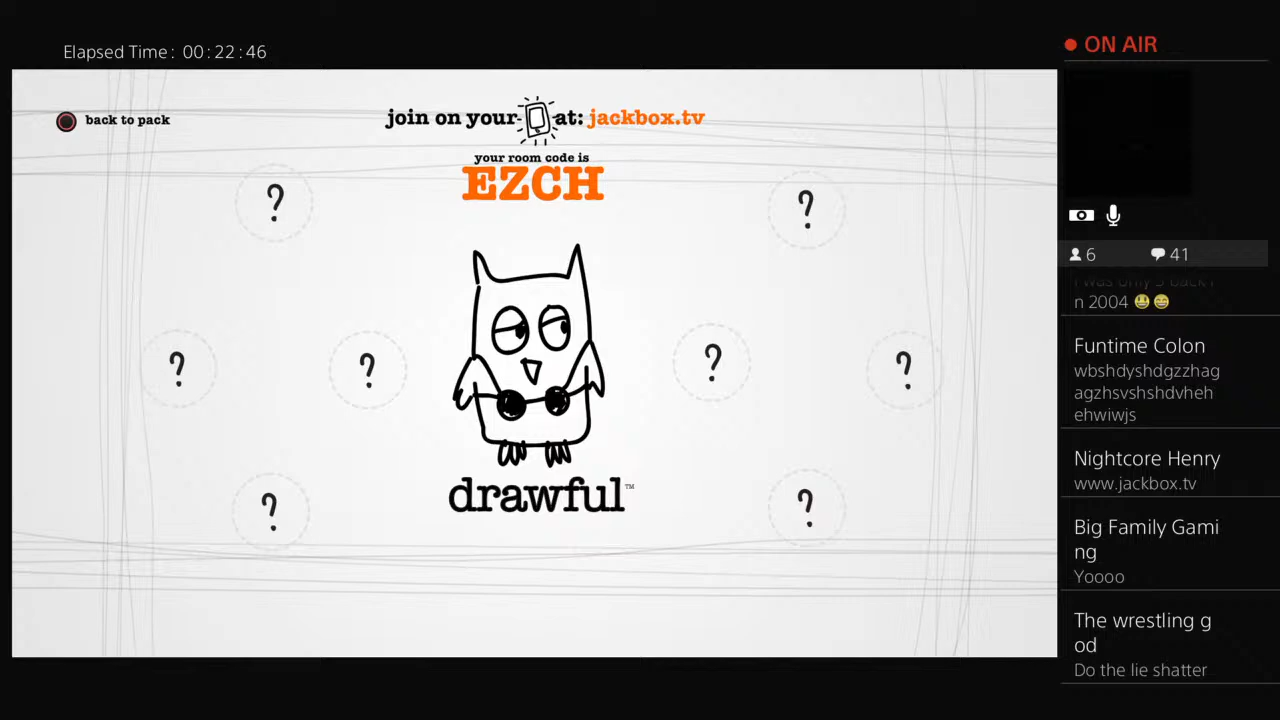 Elapsed Time: 00:22:46
ON AIR
back to pack
join on your at: jackbox.tv
your room code is
EZCH
?
?
?
?
?
?
?
?
drawful™
6 41
n 2004 😃😄
Funtime Colon
wbshdyshdgzzhag
agzhsvshshdvheh
ehwiwjs
Nightcore Henry
www.jackbox.tv
Big Family Gami
ng
Yoooo
The wrestling g
od
Do the lie shatter